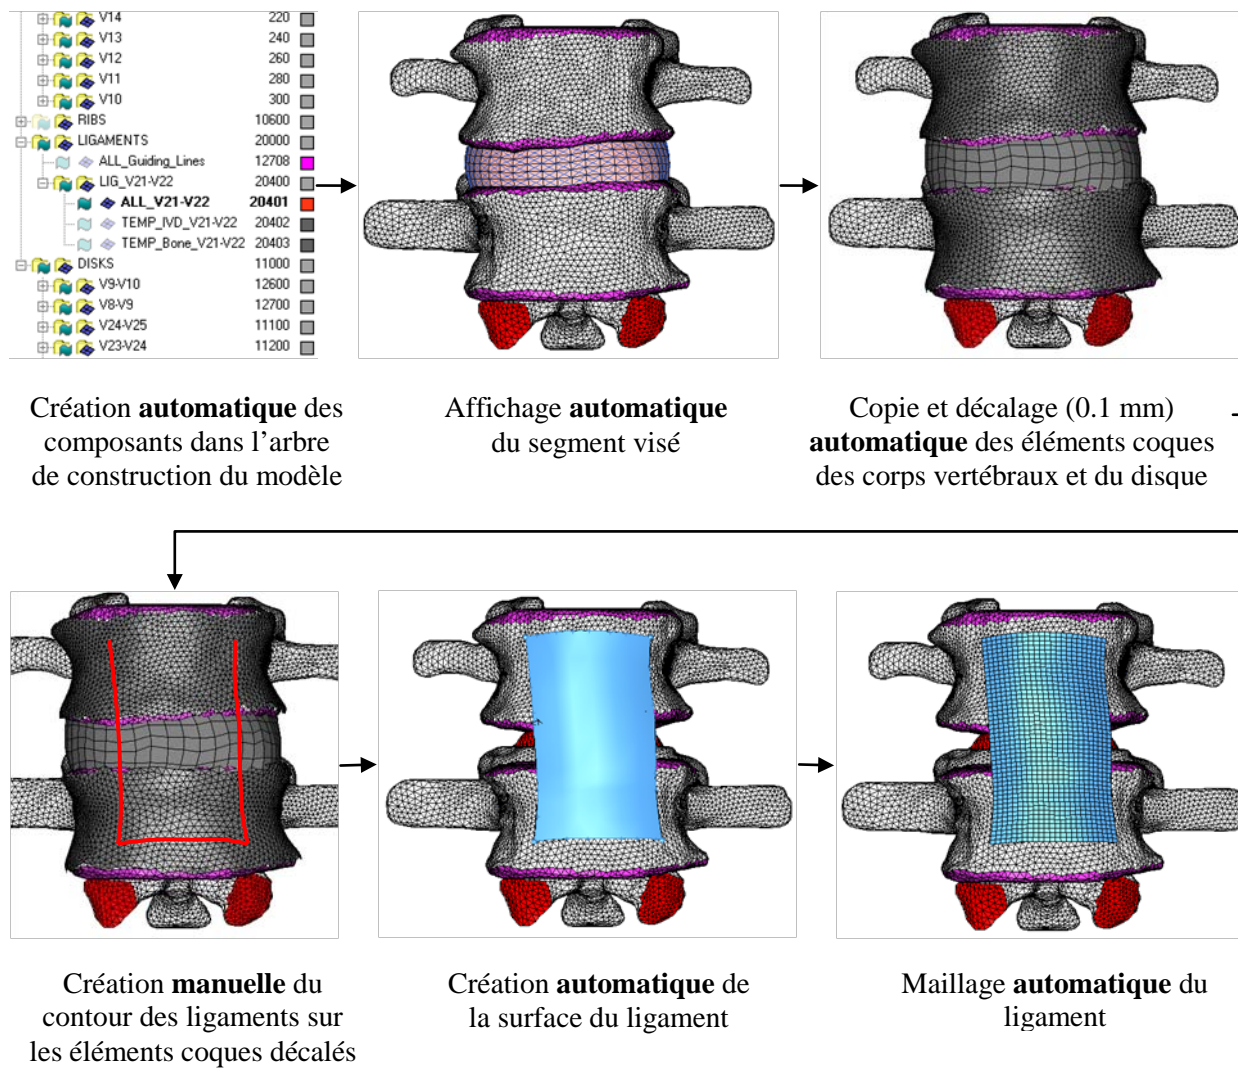 V14 220
V13 240
V12 260
V11 280
V10 300
RIBS 10600
LIGAMENTS 20000
ALL_Guiding_Lines 12708
LIG_V21-V22 20400
ALL_V21-V22 20401
TEMP_IVD_V21-V22 20402
TEMP_Bone_V21-V22 20403
DISKS 11000
V9-V10 12600
V8-V9 12700
V24-V25 11100
V23-V24 11200
Création automatique des
composants dans l'arbre
de construction du modèle
Affichage automatique
du segment visé
Copie et décalage (0.1 mm)
automatique des éléments coques
des corps vertébraux et du disque
Création manuelle du
contour des ligaments sur
les éléments coques décalés
Création automatique de
la surface du ligament
Maillage automatique du
ligament